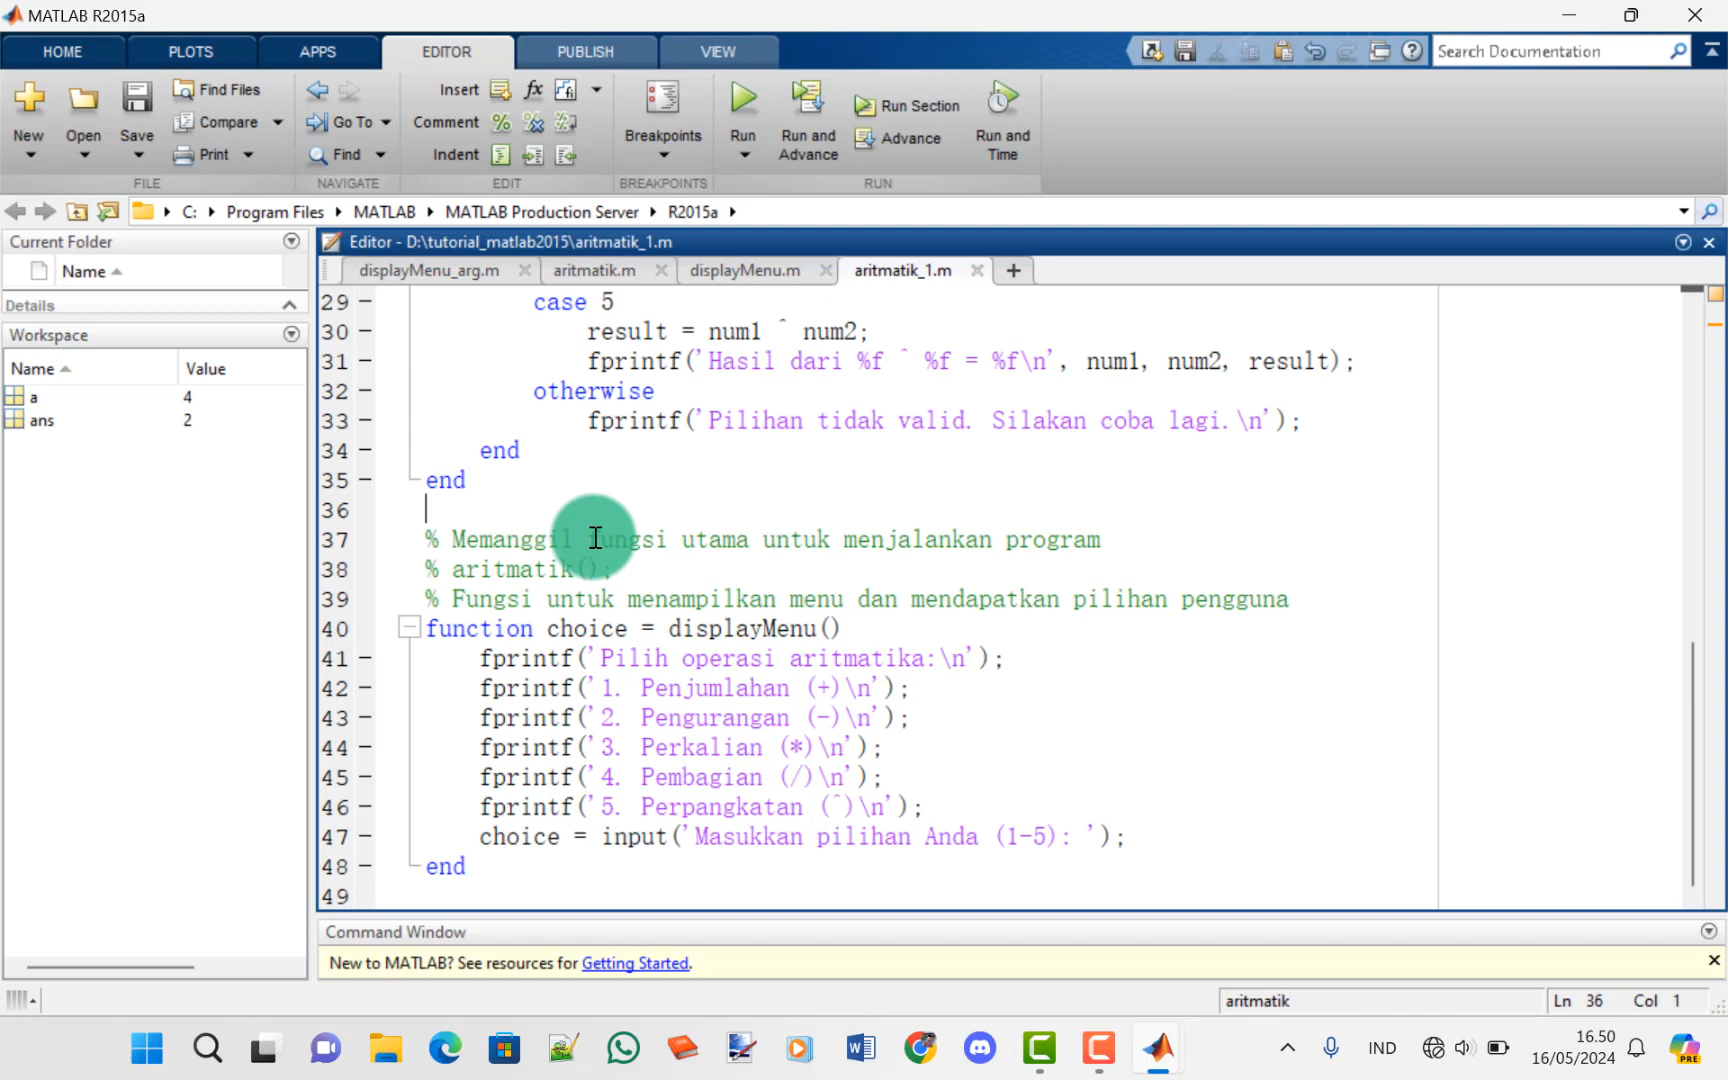 MATLAB R2015a
HOME PLOTS APPS EDITOR PUBLISH VIEW Search Documentation
New Open Save Find Files Compare Print
Go To Find
Insert fx Comment Indent
Breakpoints Run Run and Advance Run Section Advance Run and Time
FILE NAVIGATE EDIT BREAKPOINTS RUN
C: Program Files MATLAB MATLAB Production Server R2015a
Current Folder
Name
Details
Workspace
Name Value
a 4
ans 2
Editor - D:\tutorial_matlab2015\aritmatik_1.m
displayMenu_arg.m aritmatik.m displayMenu.m aritmatik_1.m +
29 - case 5
30 - result = num1 ^ num2;
31 - fprintf('Hasil dari %f ^ %f = %f\n', num1, num2, result);
32 - otherwise
33 - fprintf('Pilihan tidak valid. Silakan coba lagi.\n');
34 - end
35 - end
36
37 % Memanggil fungsi utama untuk menjalankan program
38 % aritmatik();
39 % Fungsi untuk menampilkan menu dan mendapatkan pilihan pengguna
40 function choice = displayMenu()
41 - fprintf('Pilih operasi aritmatika:\n');
42 - fprintf('1. Penjumlahan (+)\n');
43 - fprintf('2. Pengurangan (-)\n');
44 - fprintf('3. Perkalian (*)\n');
45 - fprintf('4. Pembagian (/)\n');
46 - fprintf('5. Perpangkatan (^)\n');
47 - choice = input('Masukkan pilihan Anda (1-5): ');
48 - end
49
Command Window
New to MATLAB? See resources for Getting Started.
aritmatik Ln 36 Col 1
IND 16.50
16/05/2024
PRE